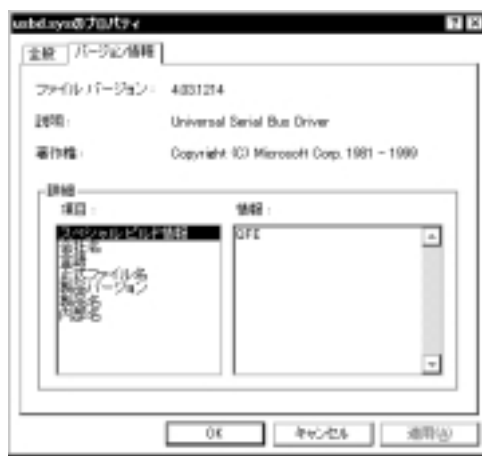 usbd.sysのプロパティ
全般
バージョン情報
ファイル バージョン: 4.03.1214
説明: Universal Serial Bus Driver
著作権: Copyright (C) Microsoft Corp. 1981 - 1999
詳細
項目:
情報:
スペシャル ビルド情報
会社名
言語
正式ファイル名
製品バージョン
製品名
内部名
QFE
OK
キャンセル
適用(A)